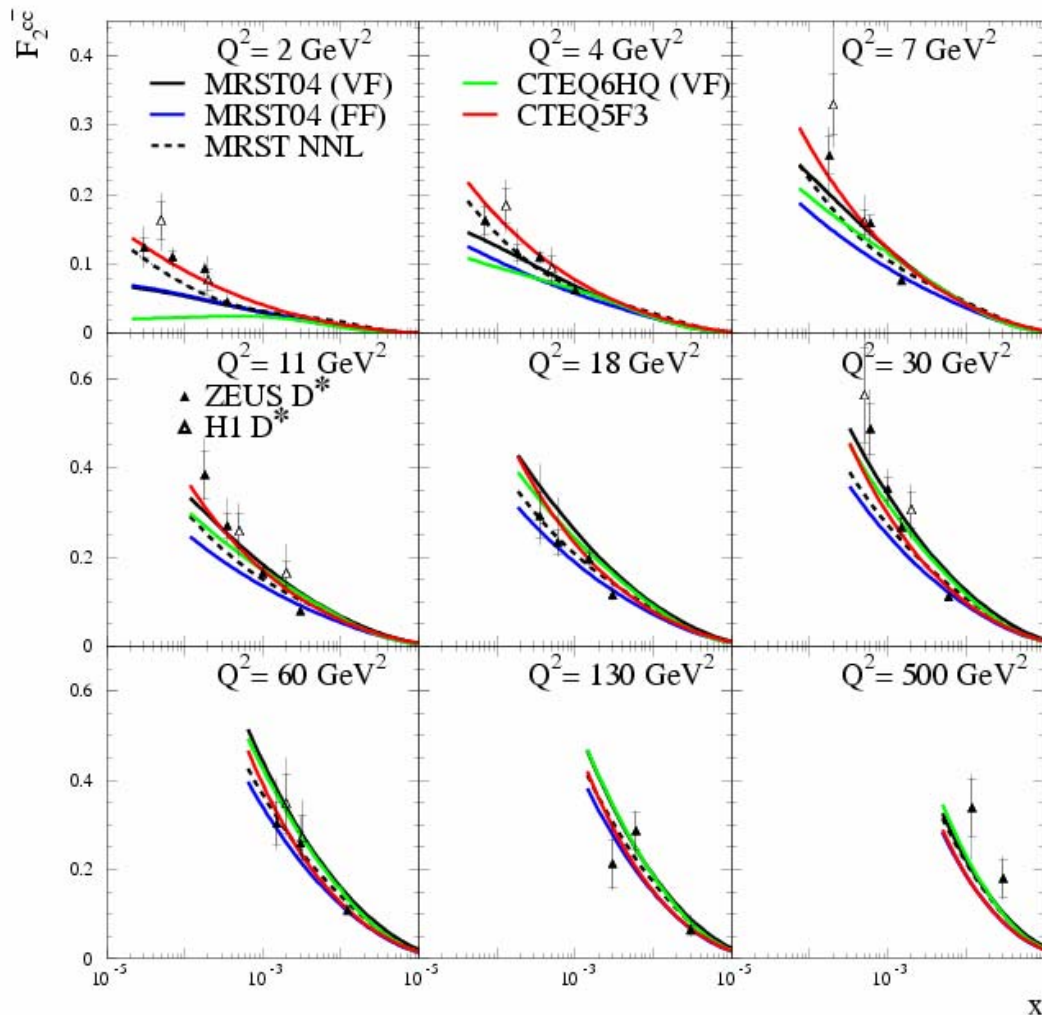 F₂^cc̄
Q² = 2 GeV²
MRST04 (VF)
MRST04 (FF)
MRST NNL
Q² = 4 GeV²
CTEQ6HQ (VF)
CTEQ5F3
Q² = 7 GeV²
0.4
0.3
0.2
0.1
0
Q² = 11 GeV²
ZEUS D*
H1 D*
Q² = 18 GeV²
Q² = 30 GeV²
0.6
0.4
0.2
0
Q² = 60 GeV²
Q² = 130 GeV²
Q² = 500 GeV²
0.6
0.4
0.2
0
10⁻⁵ 10⁻³ 10⁻⁵ 10⁻³ 10⁻⁵ 10⁻³
x